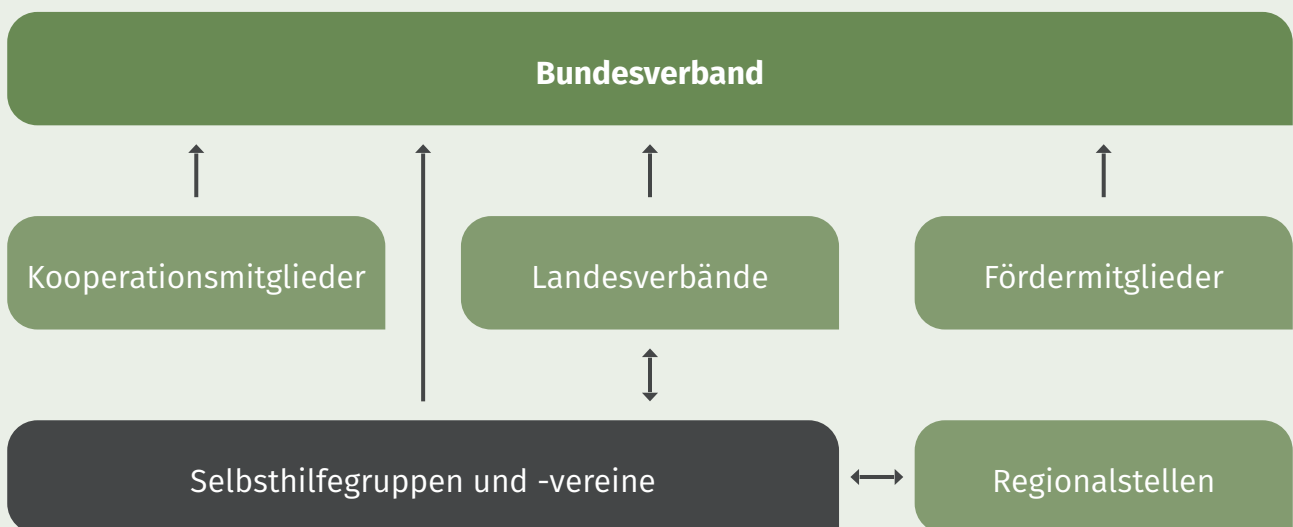 Bundesverband
Kooperationsmitglieder
Landesverbände
Fördermitglieder
Selbsthilfegruppen und -vereine
Regionalstellen